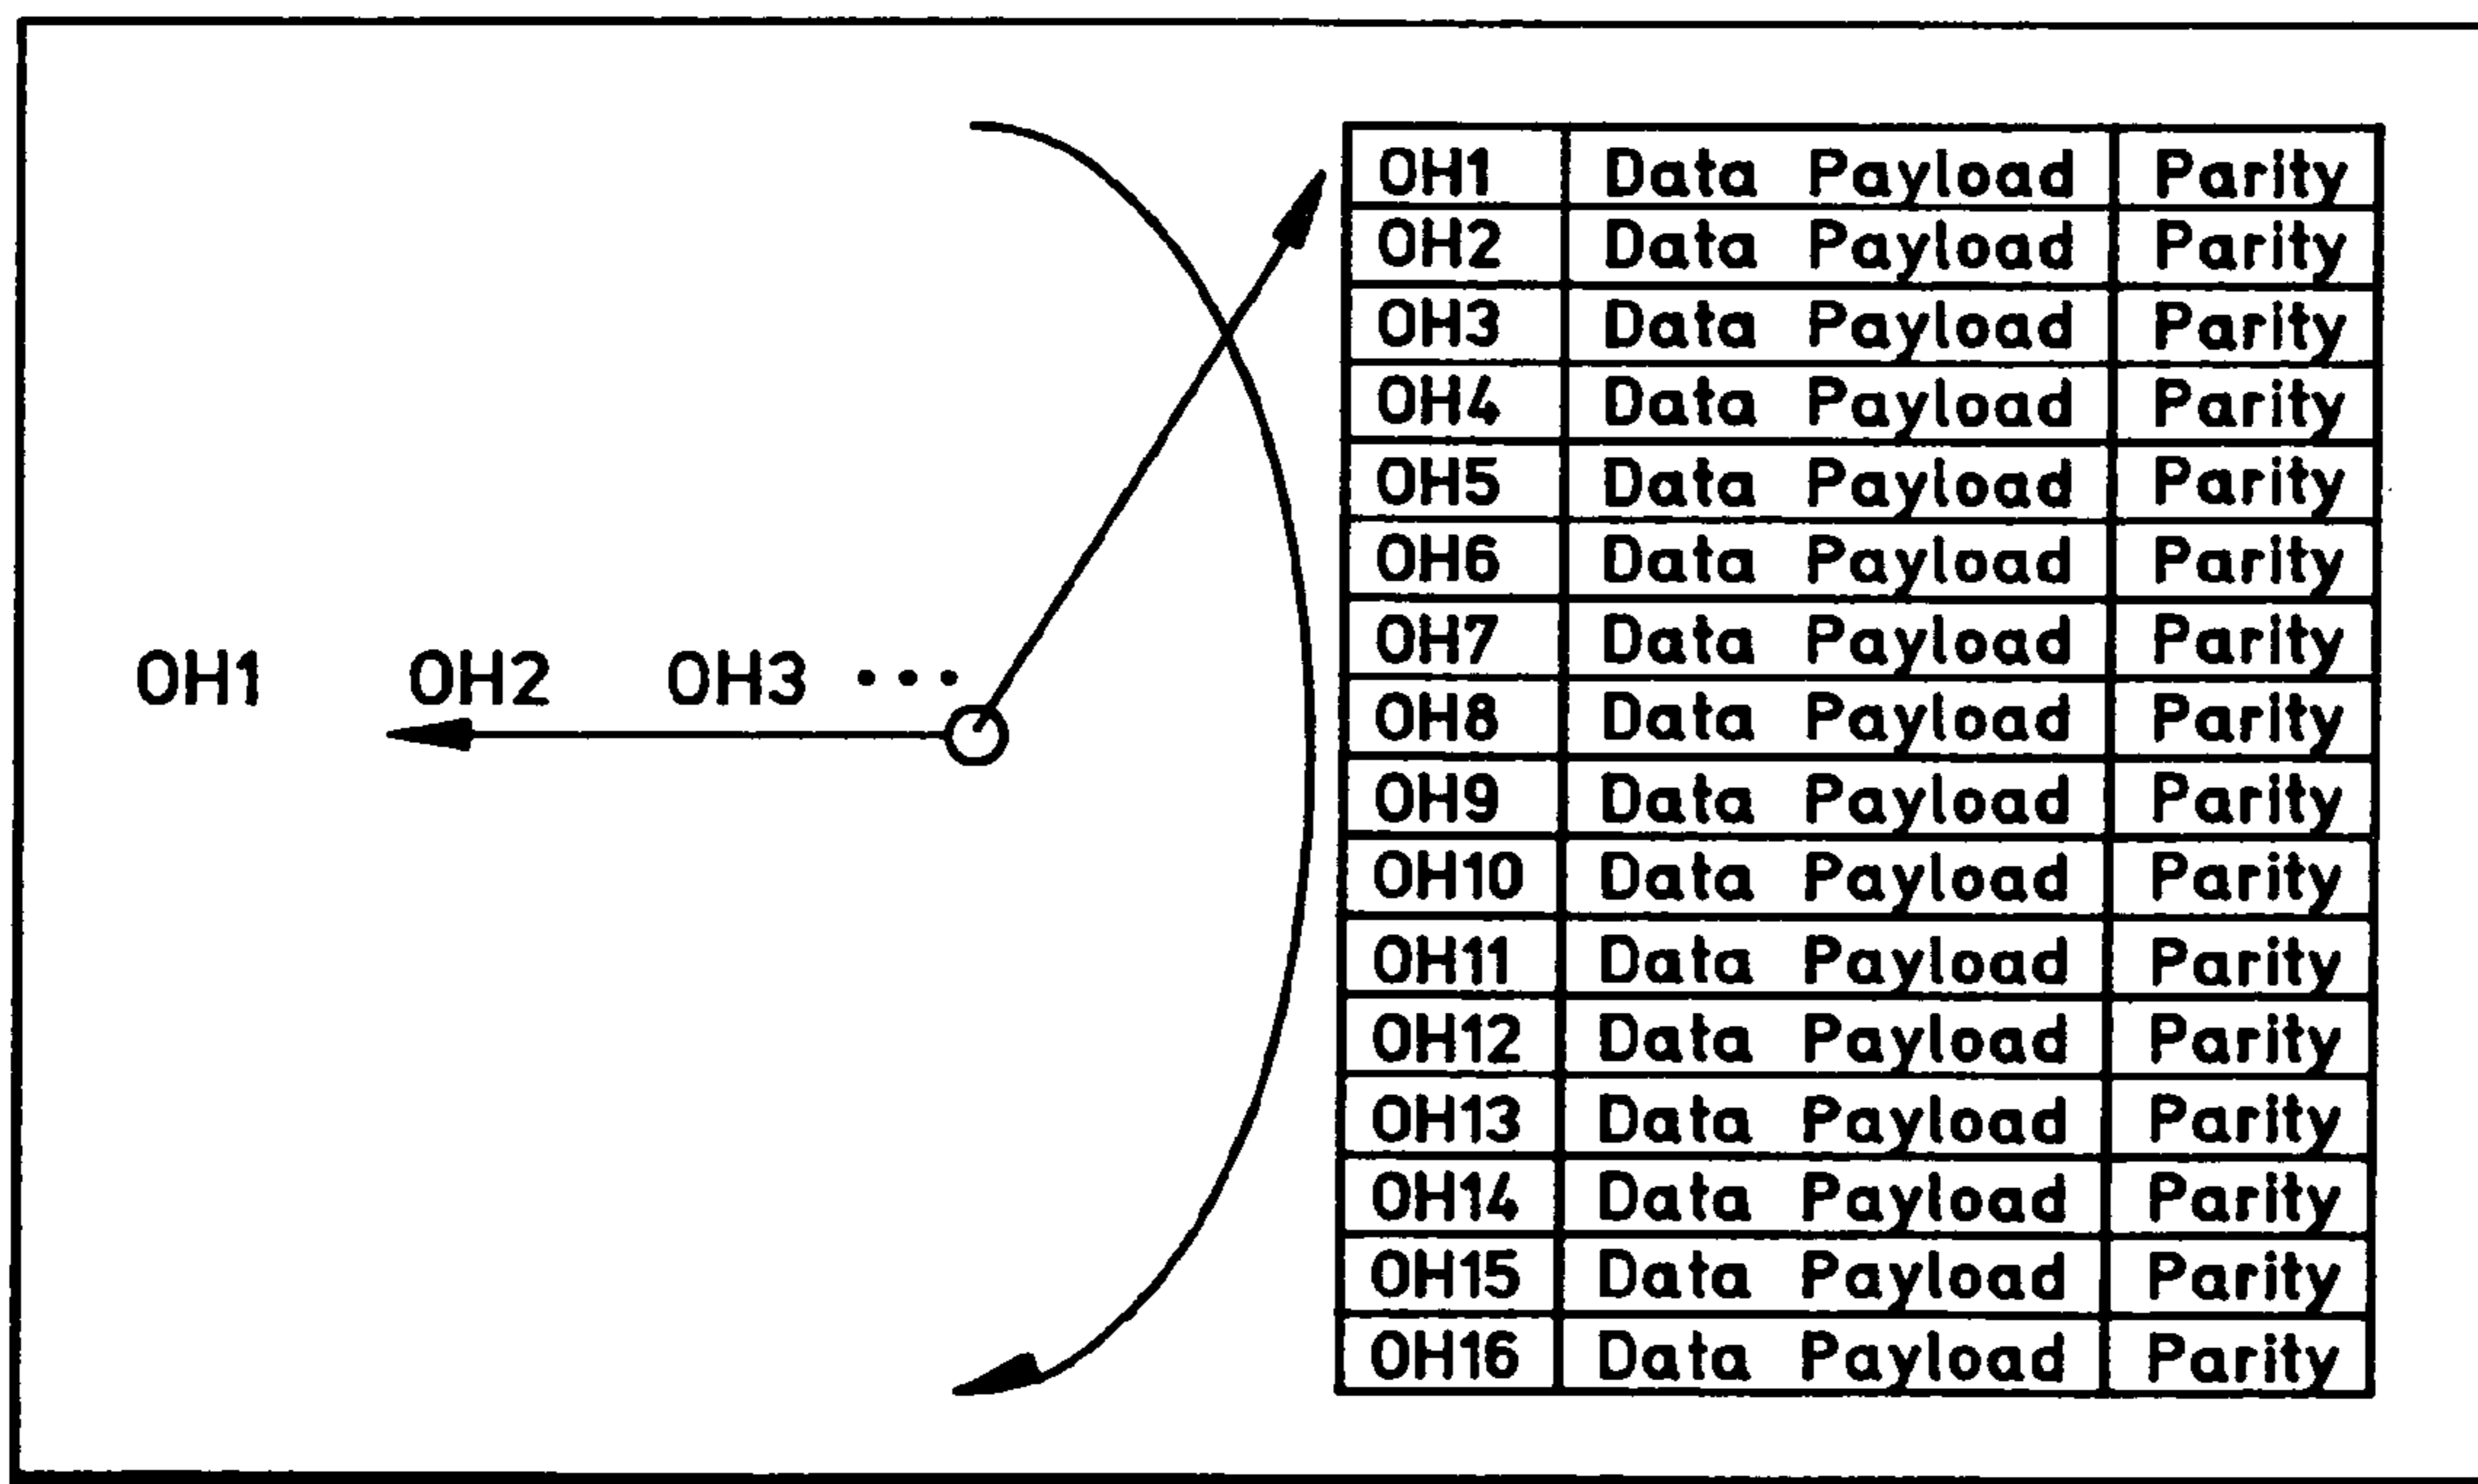 OH1 OH2 OH3 ...
OH1 Data Payload Parity
OH2 Data Payload Parity
OH3 Data Payload Parity
OH4 Data Payload Parity
OH5 Data Payload Parity
OH6 Data Payload Parity
OH7 Data Payload Parity
OH8 Data Payload Parity
OH9 Data Payload Parity
OH10 Data Payload Parity
OH11 Data Payload Parity
OH12 Data Payload Parity
OH13 Data Payload Parity
OH14 Data Payload Parity
OH15 Data Payload Parity
OH16 Data Payload Parity